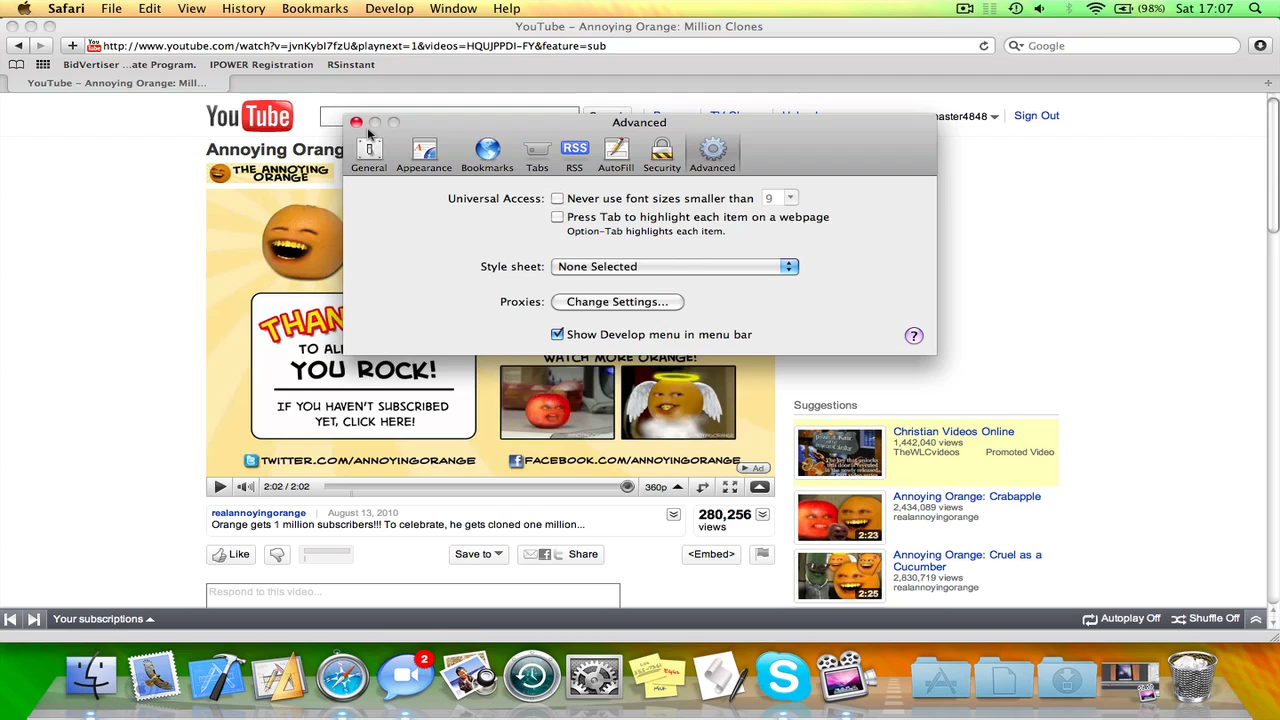 Safari File Edit View History Bookmarks Develop Window Help (98%) Sat 17:07
YouTube – Annoying Orange: Million Clones
http://www.youtube.com/watch?v=jvnKybI7fzU&playnext=1&videos=HQUJPPDI-FY&feature=sub
Google
BidVertiser ...ate Program. IPOWER Registration RSinstant
YouTube – Annoying Orange: Mill...
YouTube
master4848 Sign Out
Advanced
Annoying Orang
General Appearance Bookmarks Tabs RSS AutoFill Security Advanced
RSS
THE ANNOYING
ORANGE
Universal Access: Never use font sizes smaller than 9
Press Tab to highlight each item on a webpage
Option-Tab highlights each item.
Style sheet: None Selected
Proxies: Change Settings...
Show Develop menu in menu bar
?
THAN
TO AL
YOU ROCK!
IF YOU HAVEN'T SUBSCRIBED
YET, CLICK HERE!
WATCH MORE ORANGE!
TWITTER.COM/ANNOYINGORANGE
FACEBOOK.COM/ANNOYINGORANGE
Ad
2:02 / 2:02 360p
realannoyingorange August 13, 2010
Orange gets 1 million subscribers!!! To celebrate, he gets cloned one million...
280,256
views
Like Save to Share <Embed>
Respond to this video...
Suggestions
Christian Videos Online
1,442,040 views
TheWLCvideos Promoted Video
Annoying Orange: Crabapple
2,434,089 views
realannoyingorange
2:23
Annoying Orange: Cruel as a
Cucumber
2,830,719 views
realannoyingorange
2:25
Your subscriptions Autoplay Off Shuffle Off
2